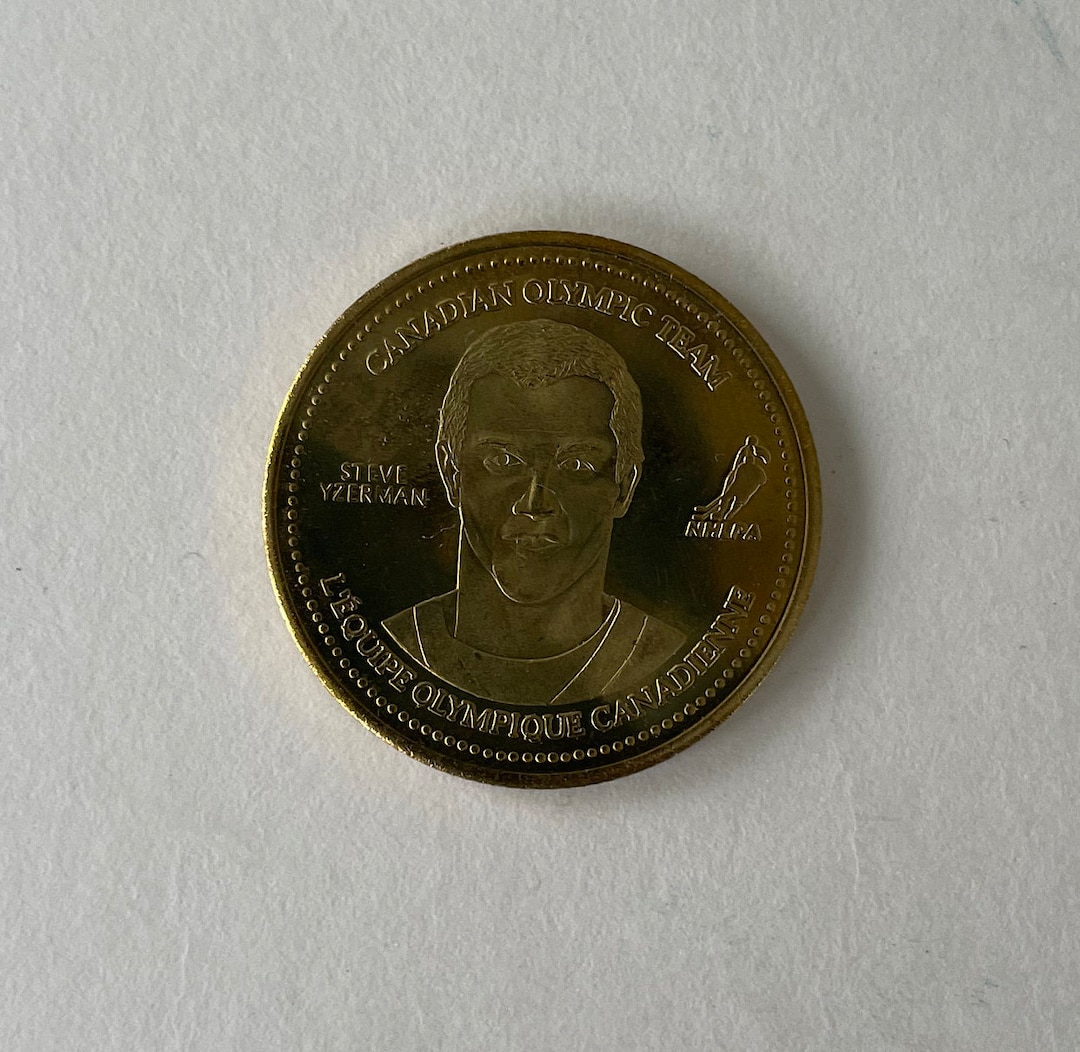 CANADIAN OLYMPIC TEAM
STEVE
YZERMAN
NHLPA
L'ÉQUIPE OLYMPIQUE CANADIENNE